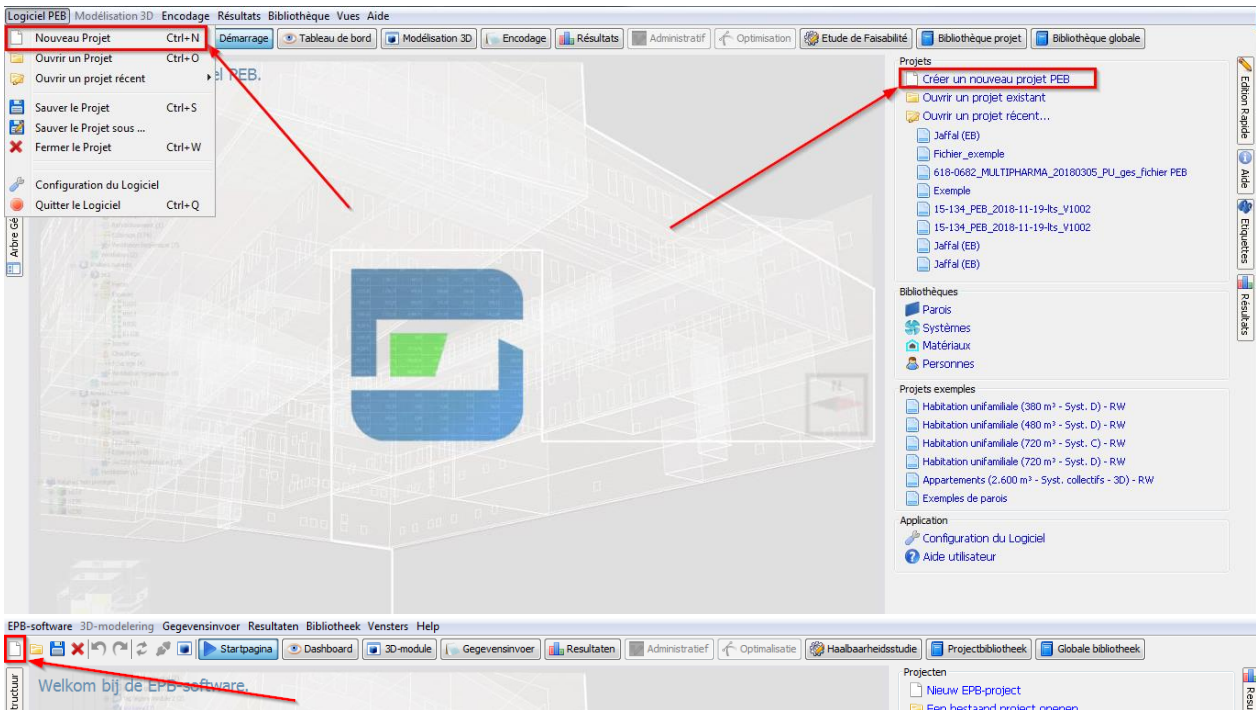 Logiciel PEB Modélisation 3D Encodage Résultats Bibliothèque Vues Aide
Nouveau Projet Ctrl+N
Ouvrir un Projet Ctrl+O
Ouvrir un projet récent
Sauver le Projet Ctrl+S
Sauver le Projet sous ...
Fermer le Projet Ctrl+W
Configuration du Logiciel
Quitter le Logiciel Ctrl+Q
Démarrage Tableau de bord Modélisation 3D Encodage Résultats Administratif Optimisation Etude de Faisabilité Bibliothèque projet Bibliothèque globale
el PEB.
Arbre Gé
Projets
Créer un nouveau projet PEB
Ouvrir un projet existant
Ouvrir un projet récent...
Jaffal (EB)
Fichier_exemple
618-0682_MULTIPHARMA_20180305_PU_ges_fichier PEB
Exemple
15-134_PEB_2018-11-19-lts_V1002
15-134_PEB_2018-11-19-lts_V1002
Jaffal (EB)
Jaffal (EB)
Bibliothèques
Parois
Systèmes
Matériaux
Personnes
Projets exemples
Habitation unifamiliale (380 m³ - Syst. D) - RW
Habitation unifamiliale (480 m³ - Syst. D) - RW
Habitation unifamiliale (720 m³ - Syst. C) - RW
Habitation unifamiliale (720 m³ - Syst. D) - RW
Appartements (2.600 m³ - Syst. collectifs - 3D) - RW
Exemples de parois
Application
Configuration du Logiciel
Aide utilisateur
Edition Rapide
Aide
Etiquettes
Résultats
EPB-software 3D-modelering Gegevensinvoer Resultaten Bibliotheek Vensters Help
Startpagina Dashboard 3D-module Gegevensinvoer Resultaten Administratief Optimalisatie Haalbaarheidsstudie Projectbibliotheek Globale bibliotheek
tructuur
Welkom bij de EPB-software.
Projecten
Nieuw EPB-project
Een bestaand project openen
Resu